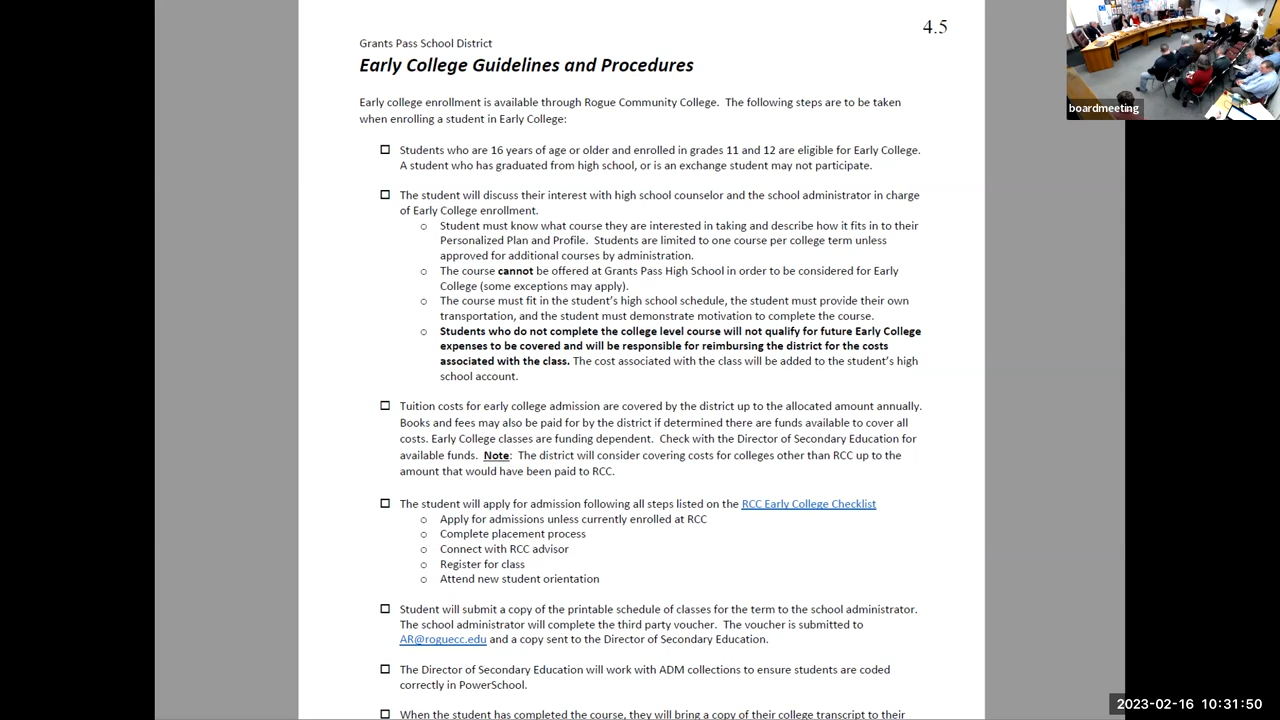 4.5
Grants Pass School District
Early College Guidelines and Procedures
boardmeeting
Early college enrollment is available through Rogue Community College. The following steps are to be taken
when enrolling a student in Early College:
☐ Students who are 16 years of age or older and enrolled in grades 11 and 12 are eligible for Early College.
A student who has graduated from high school, or is an exchange student may not participate.
☐ The student will discuss their interest with high school counselor and the school administrator in charge
of Early College enrollment.
o Student must know what course they are interested in taking and describe how it fits in to their
Personalized Plan and Profile. Students are limited to one course per college term unless
approved for additional courses by administration.
o The course cannot be offered at Grants Pass High School in order to be considered for Early
College (some exceptions may apply).
o The course must fit in the student's high school schedule, the student must provide their own
transportation, and the student must demonstrate motivation to complete the course.
o Students who do not complete the college level course will not qualify for future Early College
expenses to be covered and will be responsible for reimbursing the district for the costs
associated with the class. The cost associated with the class will be added to the student's high
school account.
☐ Tuition costs for early college admission are covered by the district up to the allocated amount annually.
Books and fees may also be paid for by the district if determined there are funds available to cover all
costs. Early College classes are funding dependent. Check with the Director of Secondary Education for
available funds. Note: The district will consider covering costs for colleges other than RCC up to the
amount that would have been paid to RCC.
☐ The student will apply for admission following all steps listed on the RCC Early College Checklist
o Apply for admissions unless currently enrolled at RCC
o Complete placement process
o Connect with RCC advisor
o Register for class
o Attend new student orientation
☐ Student will submit a copy of the printable schedule of classes for the term to the school administrator.
The school administrator will complete the third party voucher. The voucher is submitted to
AR@roguecc.edu and a copy sent to the Director of Secondary Education.
☐ The Director of Secondary Education will work with ADM collections to ensure students are coded
correctly in PowerSchool.
☐ When the student has completed the course, they will bring a copy of their college transcript to their
2023-02-16 10:31:50